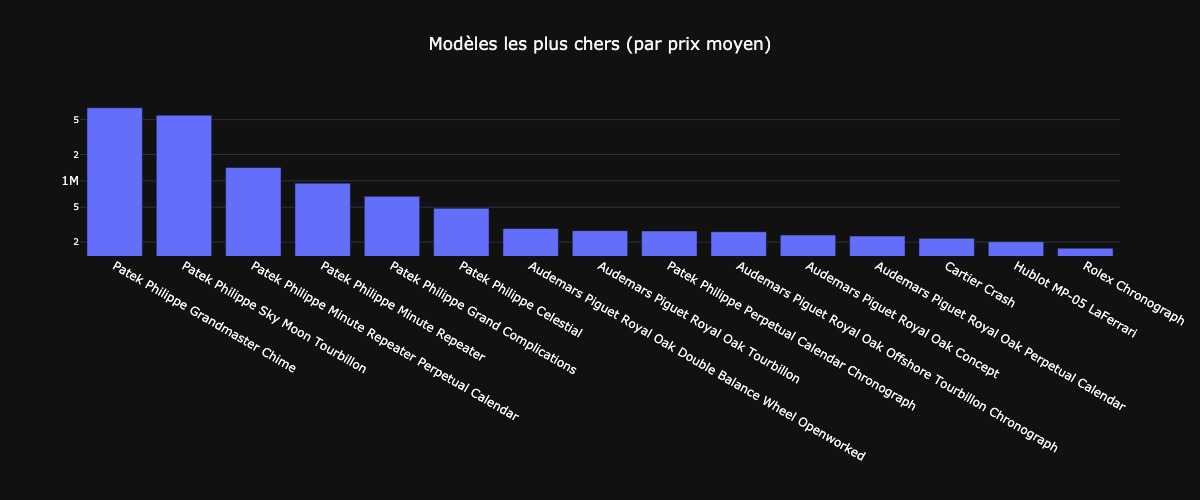 Modèles les plus chers (par prix moyen)
5
2
1M
5
2
Patek Philippe Grandmaster Chime
Patek Philippe Sky Moon Tourbillon
Patek Philippe Minute Repeater Perpetual Calendar
Patek Philippe Minute Repeater
Patek Philippe Grand Complications
Patek Philippe Celestial
Audemars Piguet Royal Oak Double Balance Wheel Openworked
Audemars Piguet Royal Oak Tourbillon
Patek Philippe Perpetual Calendar Chronograph
Audemars Piguet Royal Oak Offshore Tourbillon Chronograph
Audemars Piguet Royal Oak Concept
Audemars Piguet Royal Oak Perpetual Calendar
Cartier Crash
Hublot MP-05 LaFerrari
Rolex Chronograph